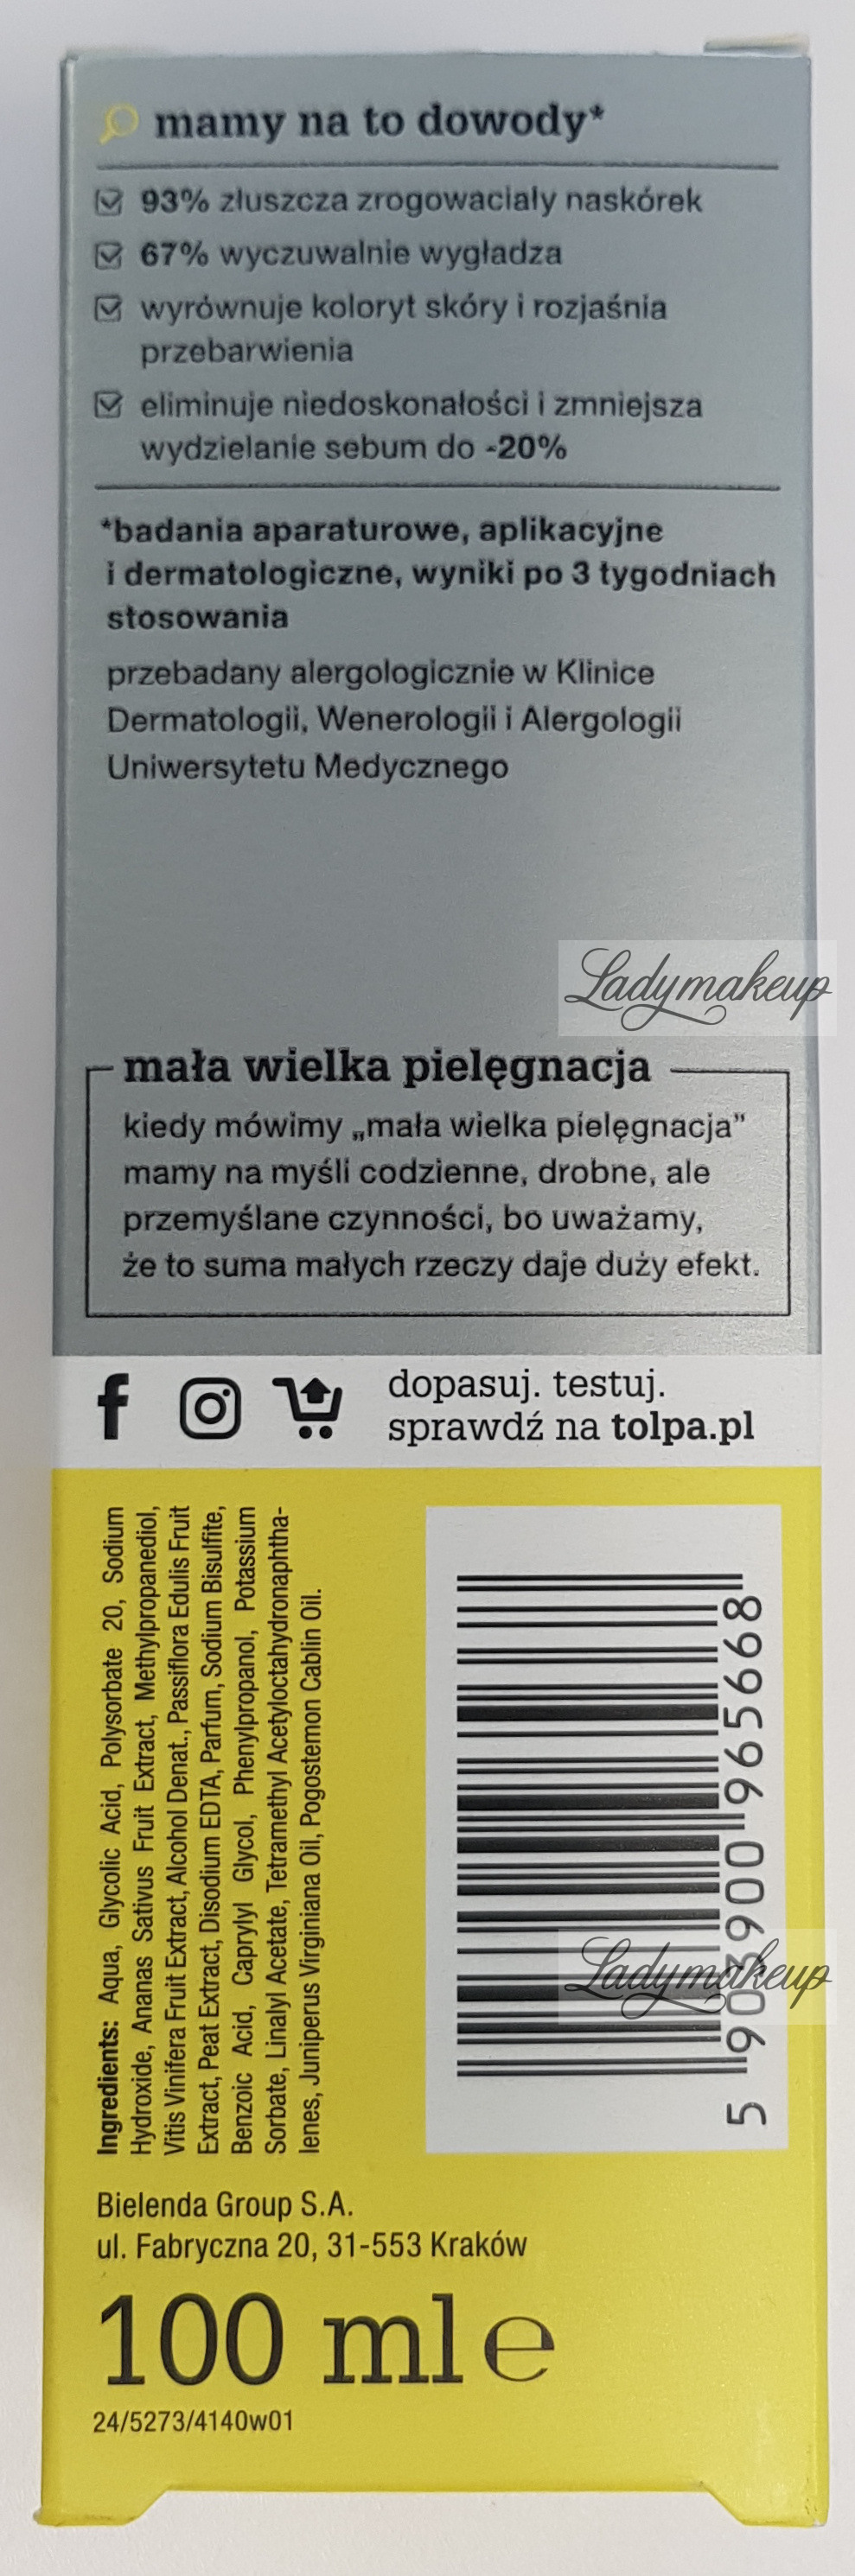 mamy na to dowody*
93% złuszcza zrogowaciały naskórek
67% wyczuwalnie wygładza
wyrównuje koloryt skóry i rozjaśnia
przebarwienia
eliminuje niedoskonałości i zmniejsza
wydzielanie sebum do -20%
*badania aparaturowe, aplikacyjne
i dermatologiczne, wyniki po 3 tygodniach
stosowania
przebadany alergologicznie w Klinice
Dermatologii, Wenerologii i Alergologii
Uniwersytetu Medycznego
Ladymakeup
mała wielka pielęgnacja
kiedy mówimy „mała wielka pielęgnacja”
mamy na myśli codzienne, drobne, ale
przemyślane czynności, bo uważamy,
że to suma małych rzeczy daje duży efekt.
dopasuj. testuj.
sprawdź na tolpa.pl
Ingredients: Aqua, Glycolic Acid, Polysorbate 20, Sodium
Hydroxide, Ananas Sativus Fruit Extract, Methylpropanediol,
Vitis Vinifera Fruit Extract, Alcohol Denat., Passiflora Edulis Fruit
Extract, Peat Extract, Disodium EDTA, Parfum, Sodium Bisulfite,
Benzoic Acid, Caprylyl Glycol, Phenylpropanol, Potassium
Sorbate, Linalyl Acetate, Tetramethyl Acetyloctahydronaphtha-
lenes, Juniperus Virginiana Oil, Pogostemon Cablin Oil.
5 903900 965668
Ladymakeup
Bielenda Group S.A.
ul. Fabryczna 20, 31-553 Kraków
100 ml e
24/5273/4140w01